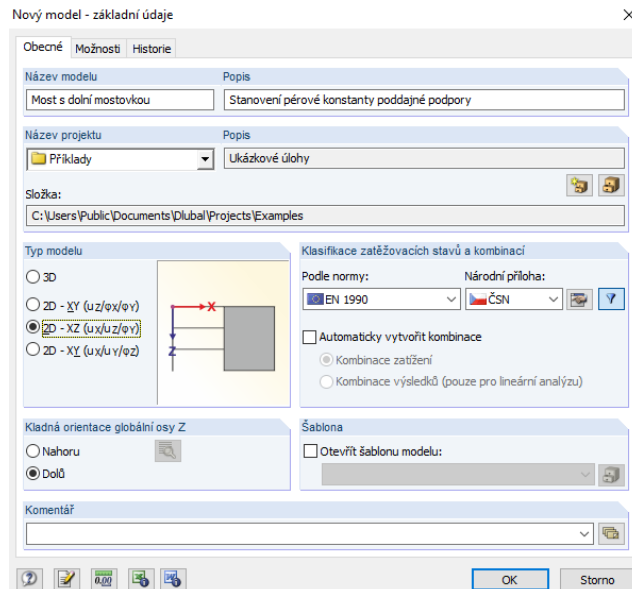 Nový model - základní údaje
Obecné Možnosti Historie
Název modelu Popis
Most s dolní mostovkou Stanovení pérové konstanty poddajné podpory
Název projektu Popis
Příklady Ukázkové úlohy
Složka:
C:\Users\Public\Documents\Dlubal\Projects\Examples
Typ modelu
3D
2D - XY (uZ/φX/φY)
2D - XZ (uX/uZ/φY)
2D - XY (uX/uY/φZ)
X
Z
Klasifikace zatěžovacích stavů a kombinací
Podle normy: Národní příloha:
EN 1990 ČSN
Automaticky vytvořit kombinace
Kombinace zatížení
Kombinace výsledků (pouze pro lineární analýzu)
Kladná orientace globální osy Z
Nahoru
Dolů
Šablona
Otevřít šablonu modelu:
Komentář
0,00
OK Storno